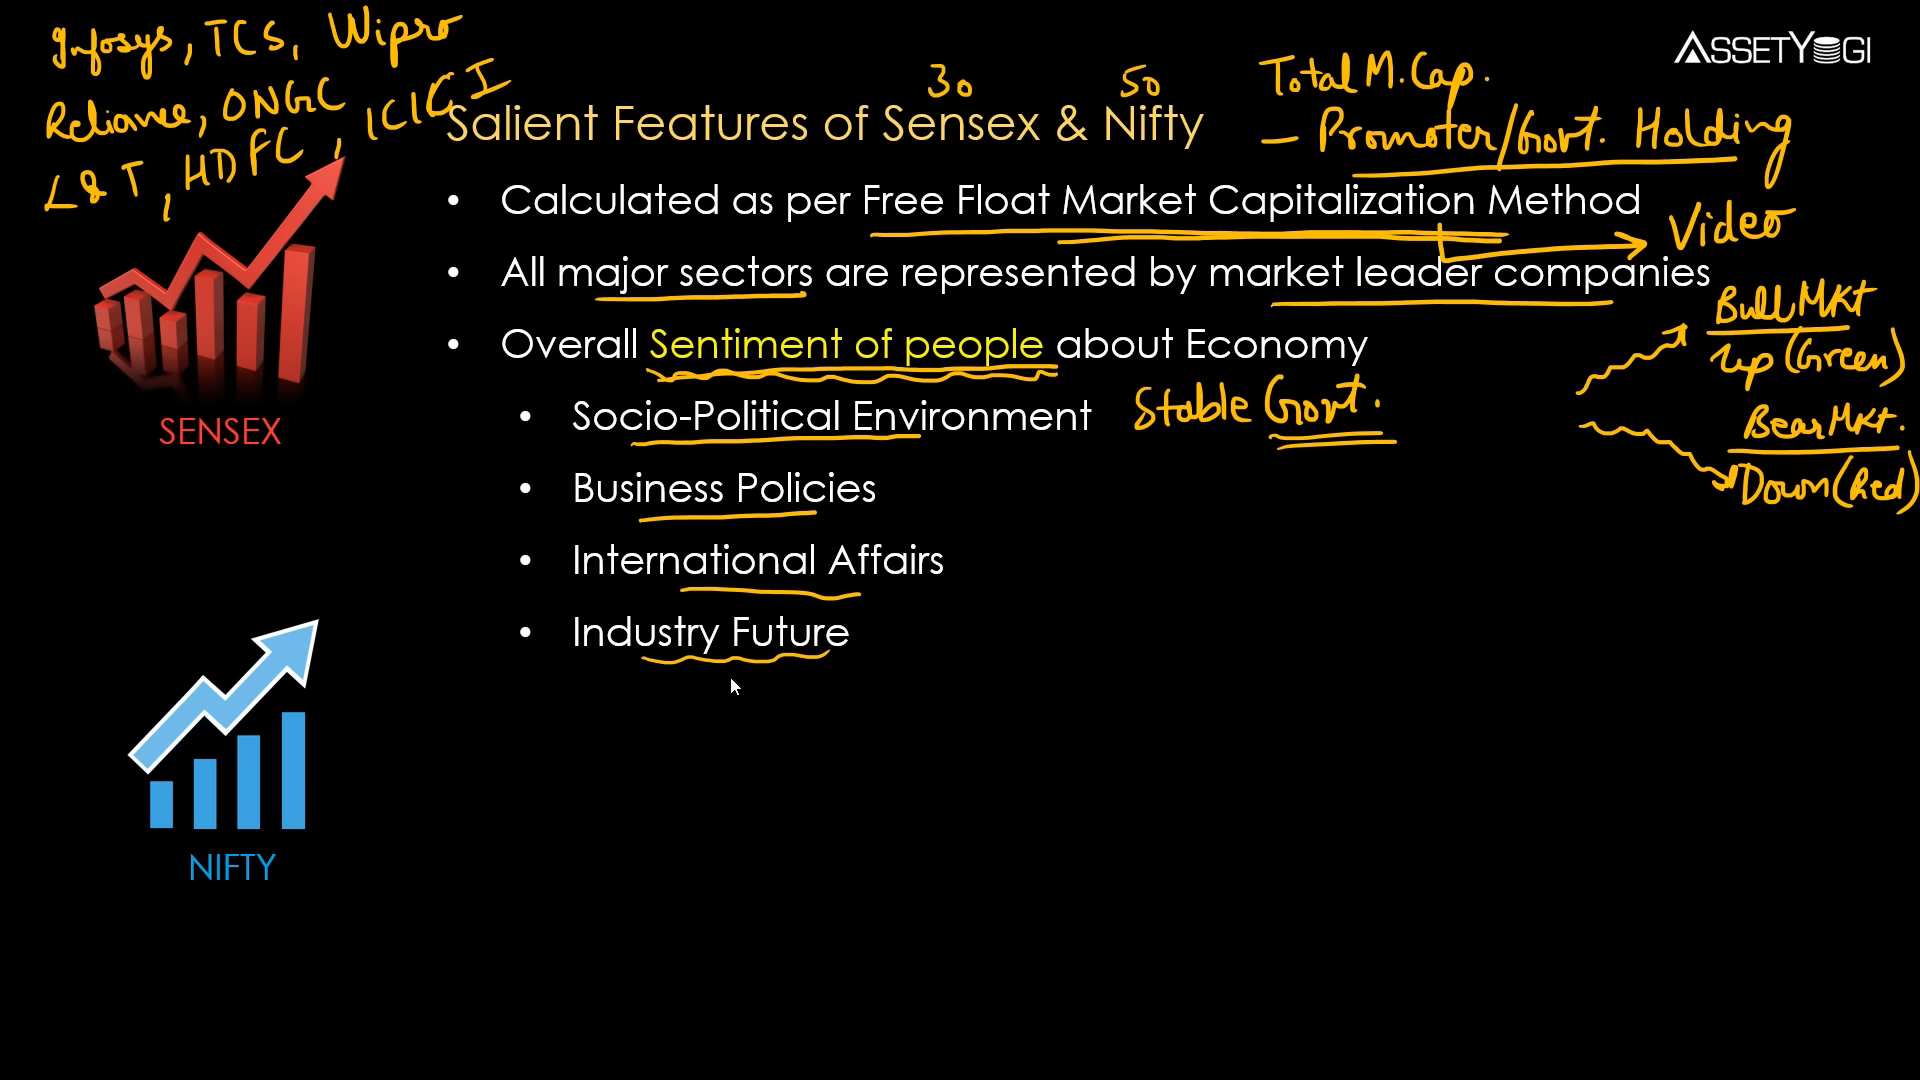 Infosys, TCS, Wipro
Reliance, ONGC, ICICI
L&T, HDFC
ASSETYOGI
30 50
Total M. Cap.
- Promoter/Govt. Holding
Salient Features of Sensex & Nifty
• Calculated as per Free Float Market Capitalization Method
Video
• All major sectors are represented by market leader companies
Bull Mkt
Up (Green)
• Overall Sentiment of people about Economy
Bear Mkt.
Down (Red)
• Socio-Political Environment
Stable Govt.
• Business Policies
• International Affairs
• Industry Future
SENSEX
NIFTY